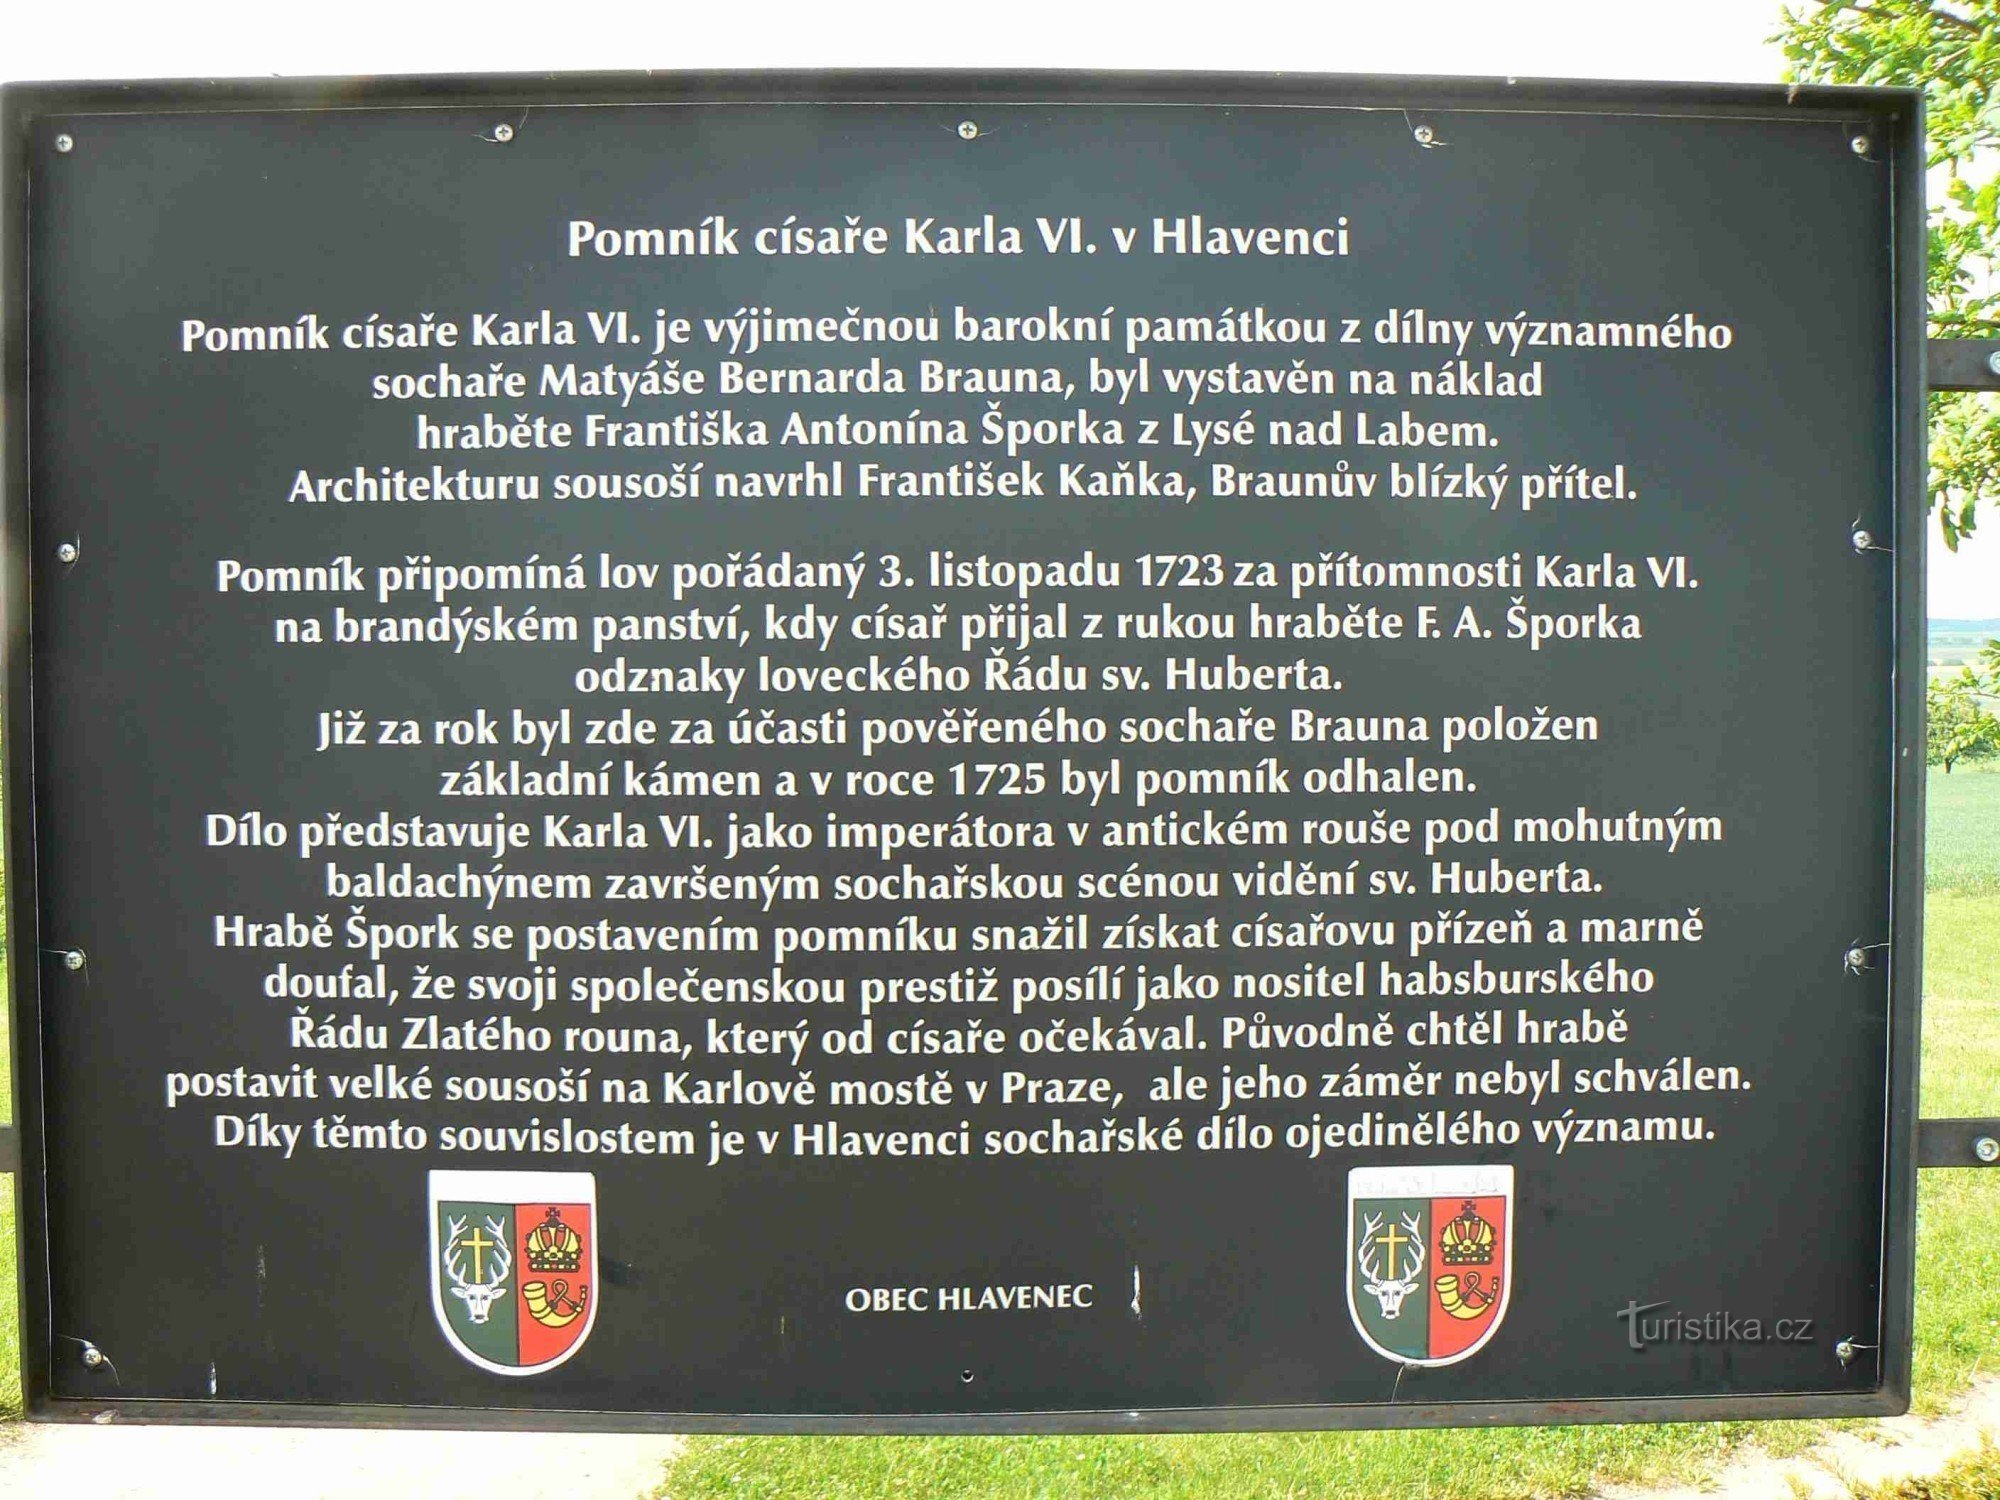 Pomník císaře Karla VI. v Hlavenci
Pomník císaře Karla VI. je výjimečnou barokní památkou z dílny významného
sochaře Matyáše Bernarda Brauna, byl vystavěn na náklad
hraběte Františka Antonína Šporka z Lysé nad Labem.
Architekturu sousoší navrhl František Kaňka, Braunův blízký přítel.
Pomník připomíná lov pořádaný 3. listopadu 1723 za přítomnosti Karla VI.
na brandýském panství, kdy císař přijal z rukou hraběte F. A. Šporka
odznaky loveckého Řádu sv. Huberta.
Již za rok byl zde za účasti pověřeného sochaře Brauna položen
základní kámen a v roce 1725 byl pomník odhalen.
Dílo představuje Karla VI. jako imperátora v antickém rouše pod mohutným
baldachýnem završeným sochařskou scénou vidění sv. Huberta.
Hrabě Špork se postavením pomníku snažil získat císařovu přízeň a marně
doufal, že svoji společenskou prestiž posílí jako nositel habsburského
Řádu Zlatého rouna, který od císaře očekával. Původně chtěl hrabě
postavit velké sousoší na Karlově mostě v Praze, ale jeho záměr nebyl schválen.
Díky těmto souvislostem je v Hlavenci sochařské dílo ojedinělého významu.
OBEC HLAVENEC
Turistika.cz